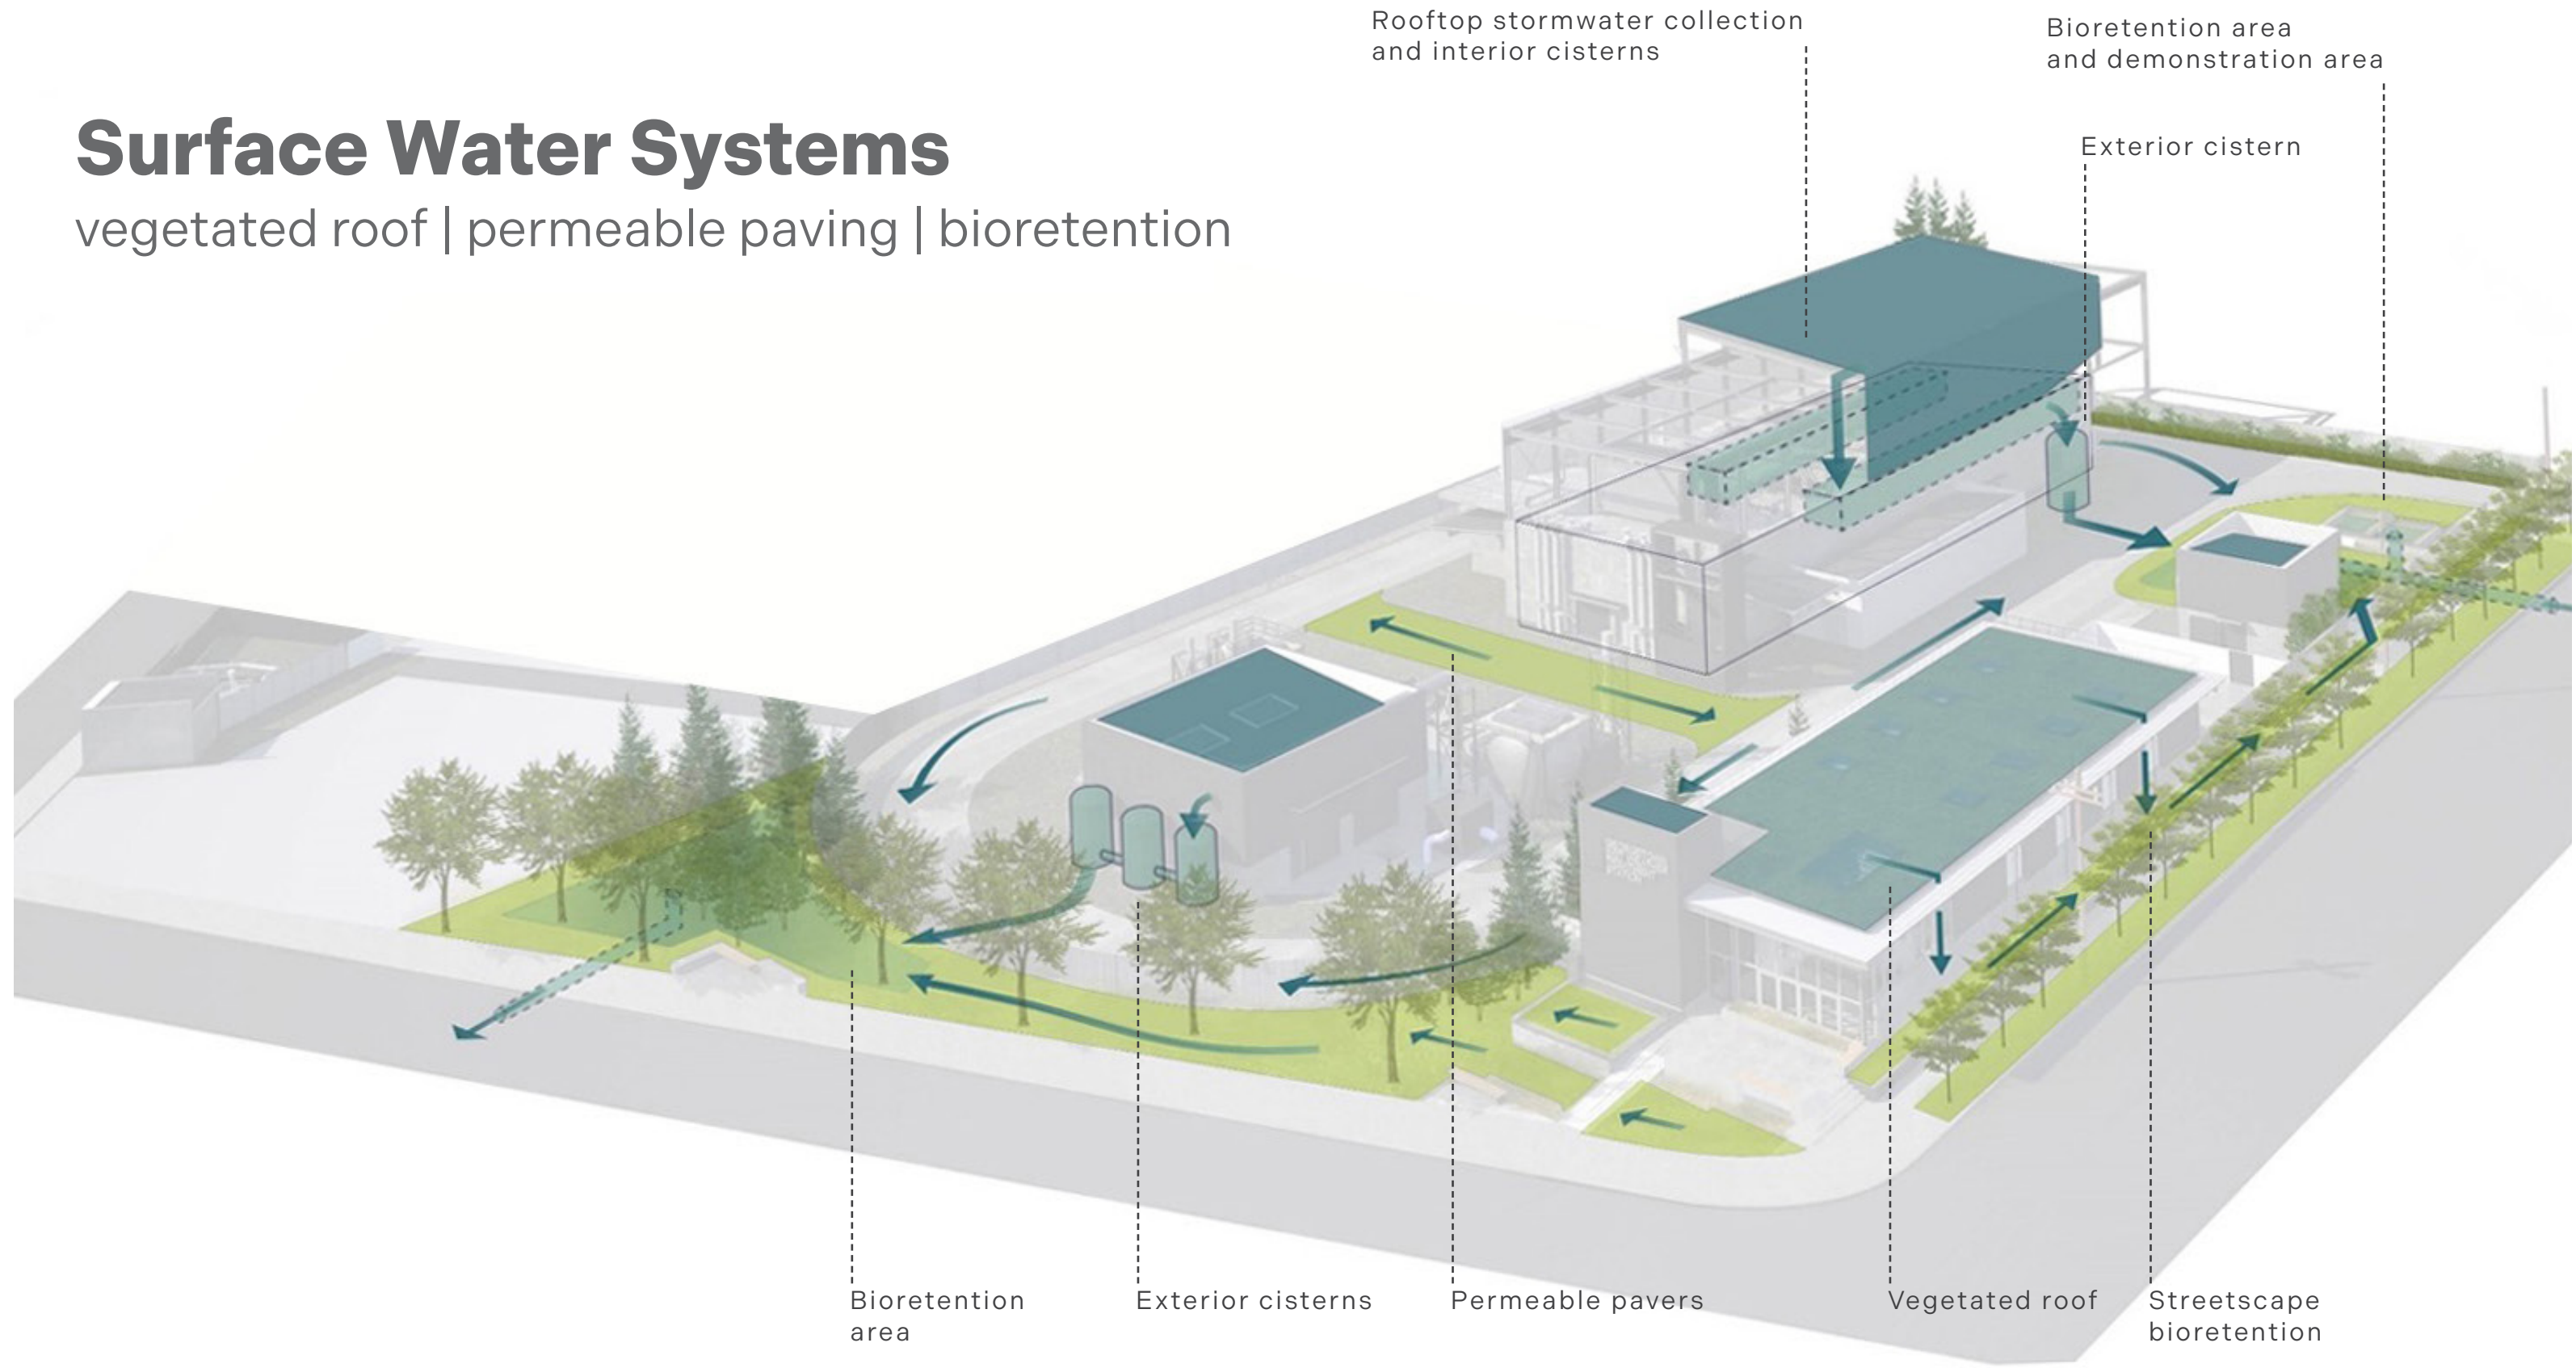 Rooftop stormwater collection
and interior cisterns
Bioretention area
and demonstration area
Exterior cistern
Surface Water Systems
vegetated roof | permeable paving | bioretention
Bioretention
area
Exterior cisterns
Permeable pavers
Vegetated roof
Streetscape
bioretention